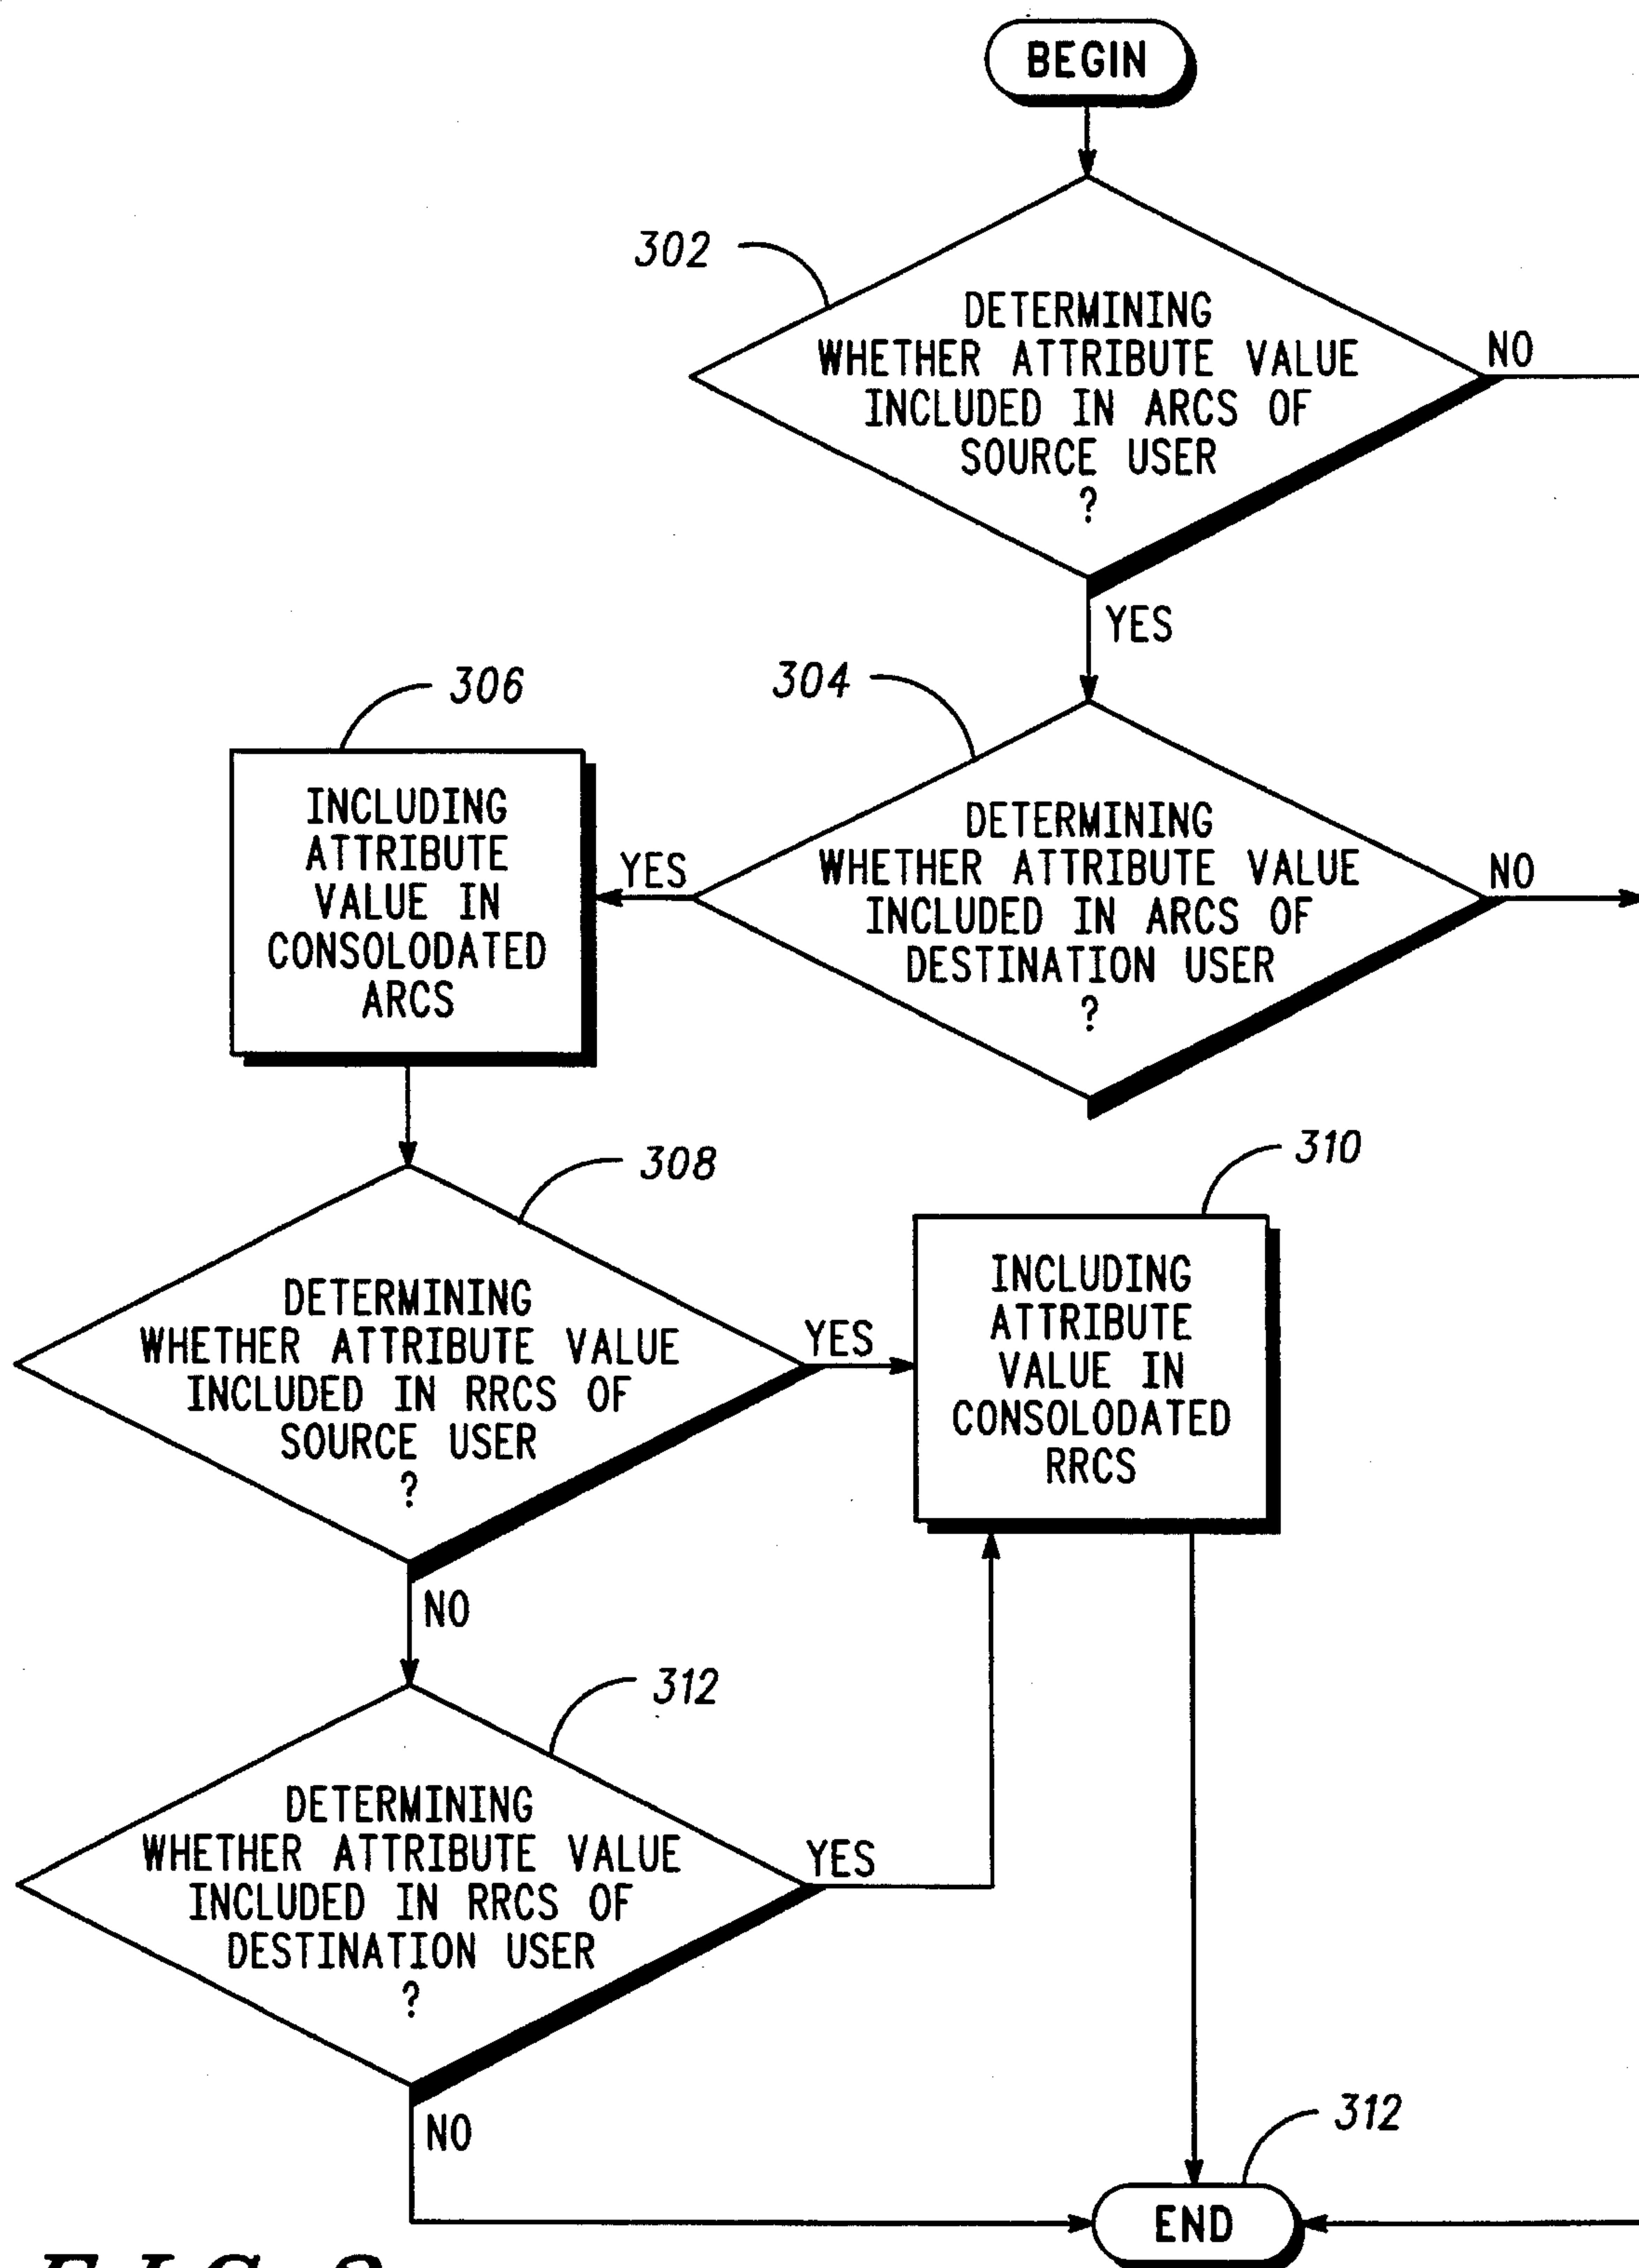 BEGIN
302
DETERMINING
WHETHER ATTRIBUTE VALUE
INCLUDED IN ARCS OF
SOURCE USER
?
NO
YES
304
DETERMINING
WHETHER ATTRIBUTE VALUE
INCLUDED IN ARCS OF
DESTINATION USER
?
NO
YES
306
INCLUDING
ATTRIBUTE
VALUE IN
CONSOLODATED
ARCS
308
DETERMINING
WHETHER ATTRIBUTE VALUE
INCLUDED IN RRCS OF
SOURCE USER
?
YES
NO
310
INCLUDING
ATTRIBUTE
VALUE IN
CONSOLODATED
RRCS
312
DETERMINING
WHETHER ATTRIBUTE VALUE
INCLUDED IN RRCS OF
DESTINATION USER
?
YES
NO
312
END